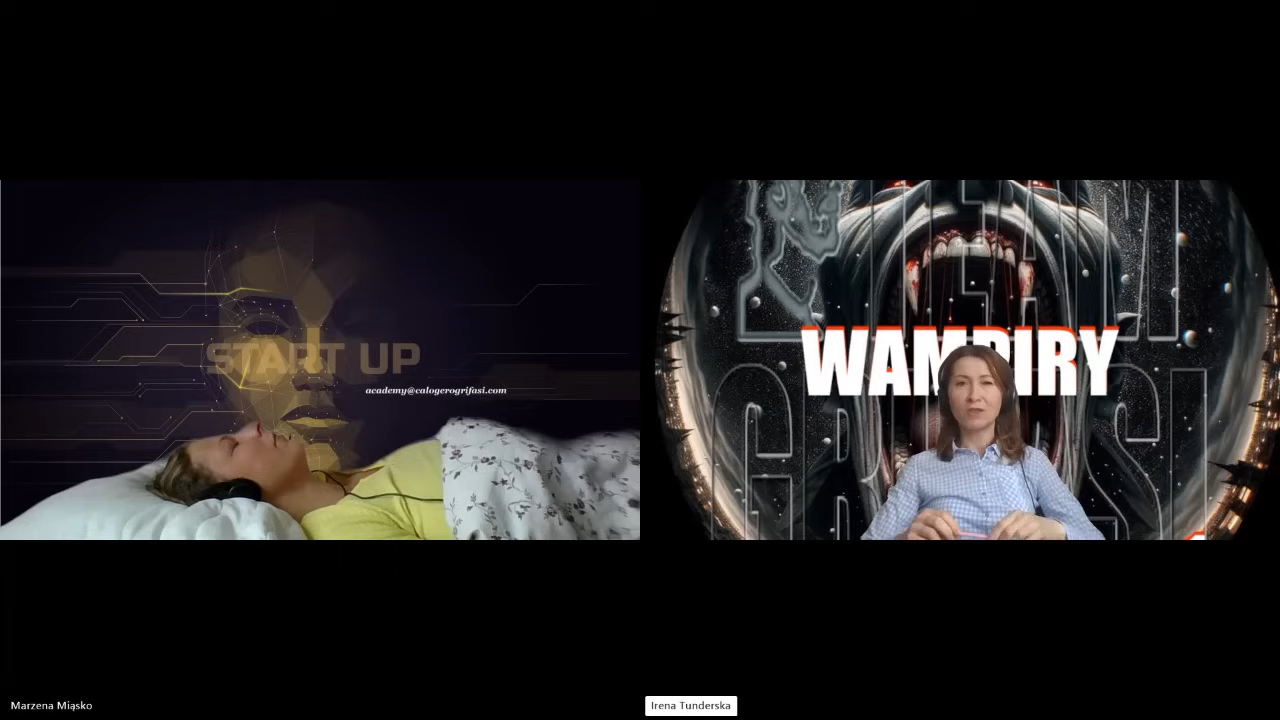 START UP
academy@calogerogrifasi.com
WAMPIRY
Marzena Miąsko
Irena Tunderska